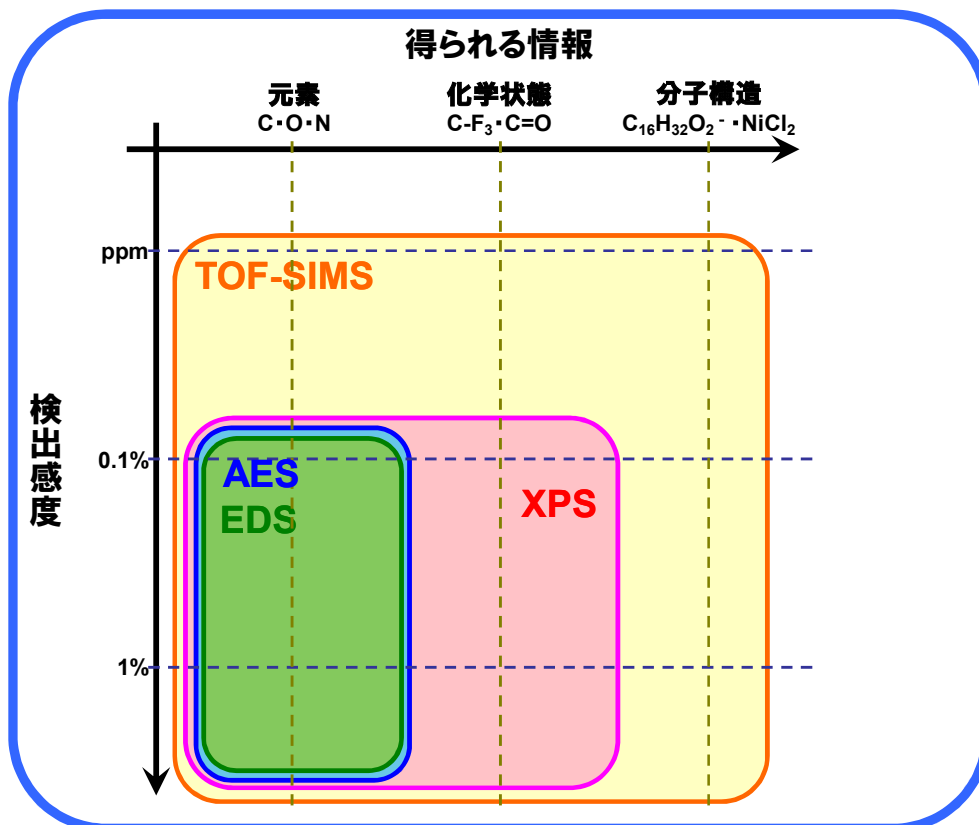 得られる情報
元素
C・O・N
化学状態
C-F₃・C=O
分子構造
C₁₆H₃₂O₂⁻・NiCl₂
ppm
TOF-SIMS
検出感度
0.1%
AES
XPS
EDS
1%